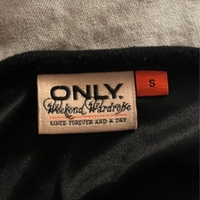 ONLY.
Weekend Wardrobe
SINCE FOREVER AND A DAY
S